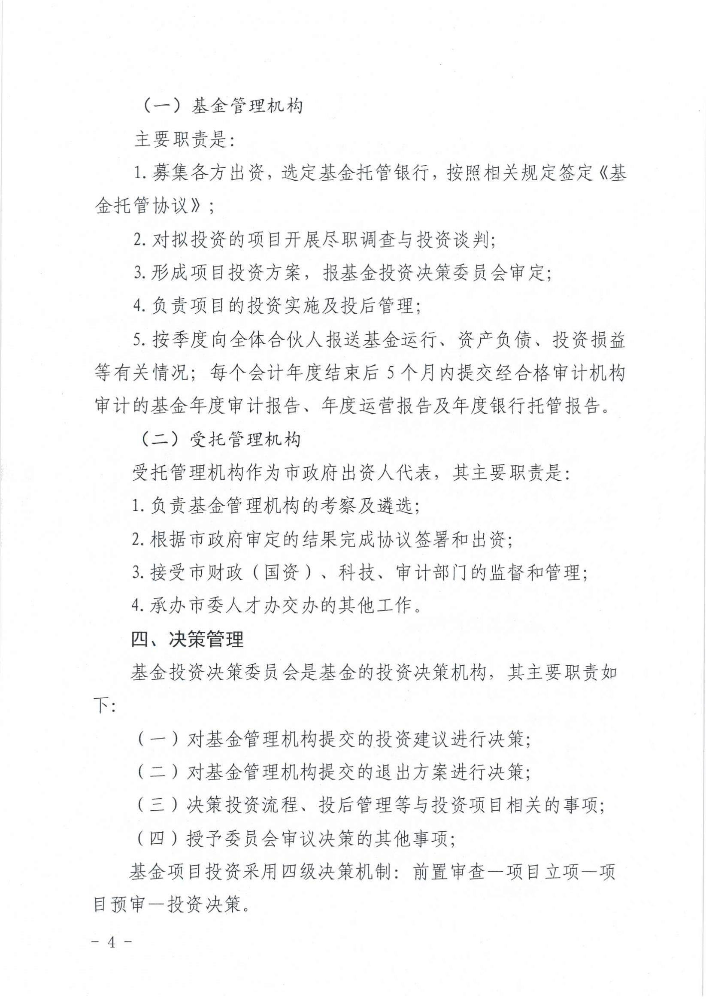 （一）基金管理机构
主要职责是：
1.募集各方出资，选定基金托管银行，按照相关规定签定《基
金托管协议》；
2.对拟投资的项目开展尽职调查与投资谈判；
3.形成项目投资方案，报基金投资决策委员会审定；
4.负责项目的投资实施及投后管理；
5.按季度向全体合伙人报送基金运行、资产负债、投资损益
等有关情况；每个会计年度结束后 5 个月内提交经合格审计机构
审计的基金年度审计报告、年度运营报告及年度银行托管报告。
（二）受托管理机构
受托管理机构作为市政府出资人代表，其主要职责是：
1.负责基金管理机构的考察及遴选；
2.根据市政府审定的结果完成协议签署和出资；
3.接受市财政（国资）、科技、审计部门的监督和管理；
4.承办市委人才办交办的其他工作。
四、决策管理
基金投资决策委员会是基金的投资决策机构，其主要职责如
下：
（一）对基金管理机构提交的投资建议进行决策；
（二）对基金管理机构提交的退出方案进行决策；
（三）决策投资流程、投后管理等与投资项目相关的事项；
（四）授予委员会审议决策的其他事项；
基金项目投资采用四级决策机制：前置审查—项目立项—项
目预审—投资决策。
- 4 -